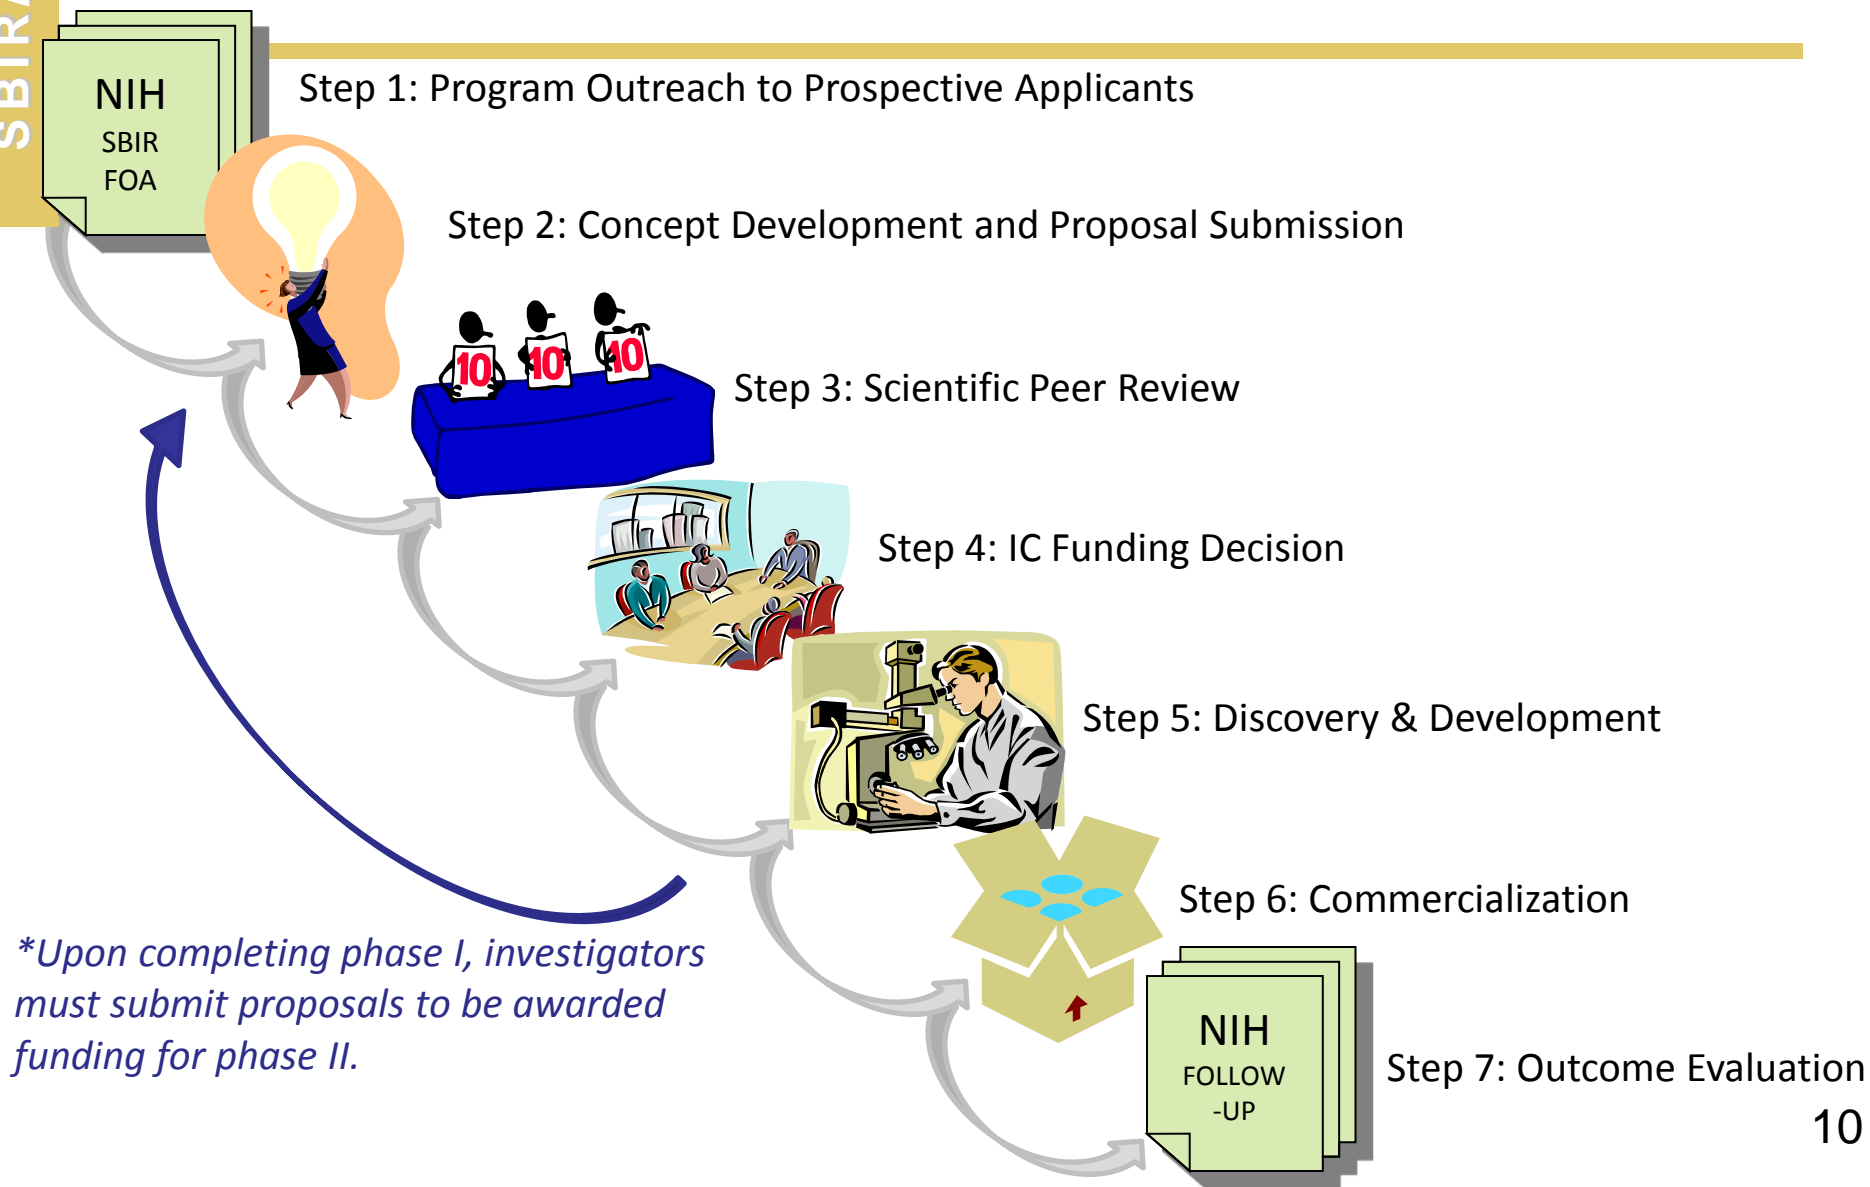 NIH
SBIR
FOA
Step 1: Program Outreach to Prospective Applicants
Step 2: Concept Development and Proposal Submission
10 10 10
Step 3: Scientific Peer Review
Step 4: IC Funding Decision
Step 5: Discovery & Development
Step 6: Commercialization
*Upon completing phase I, investigators
must submit proposals to be awarded
funding for phase II.
NIH
FOLLOW
-UP
Step 7: Outcome Evaluation
10